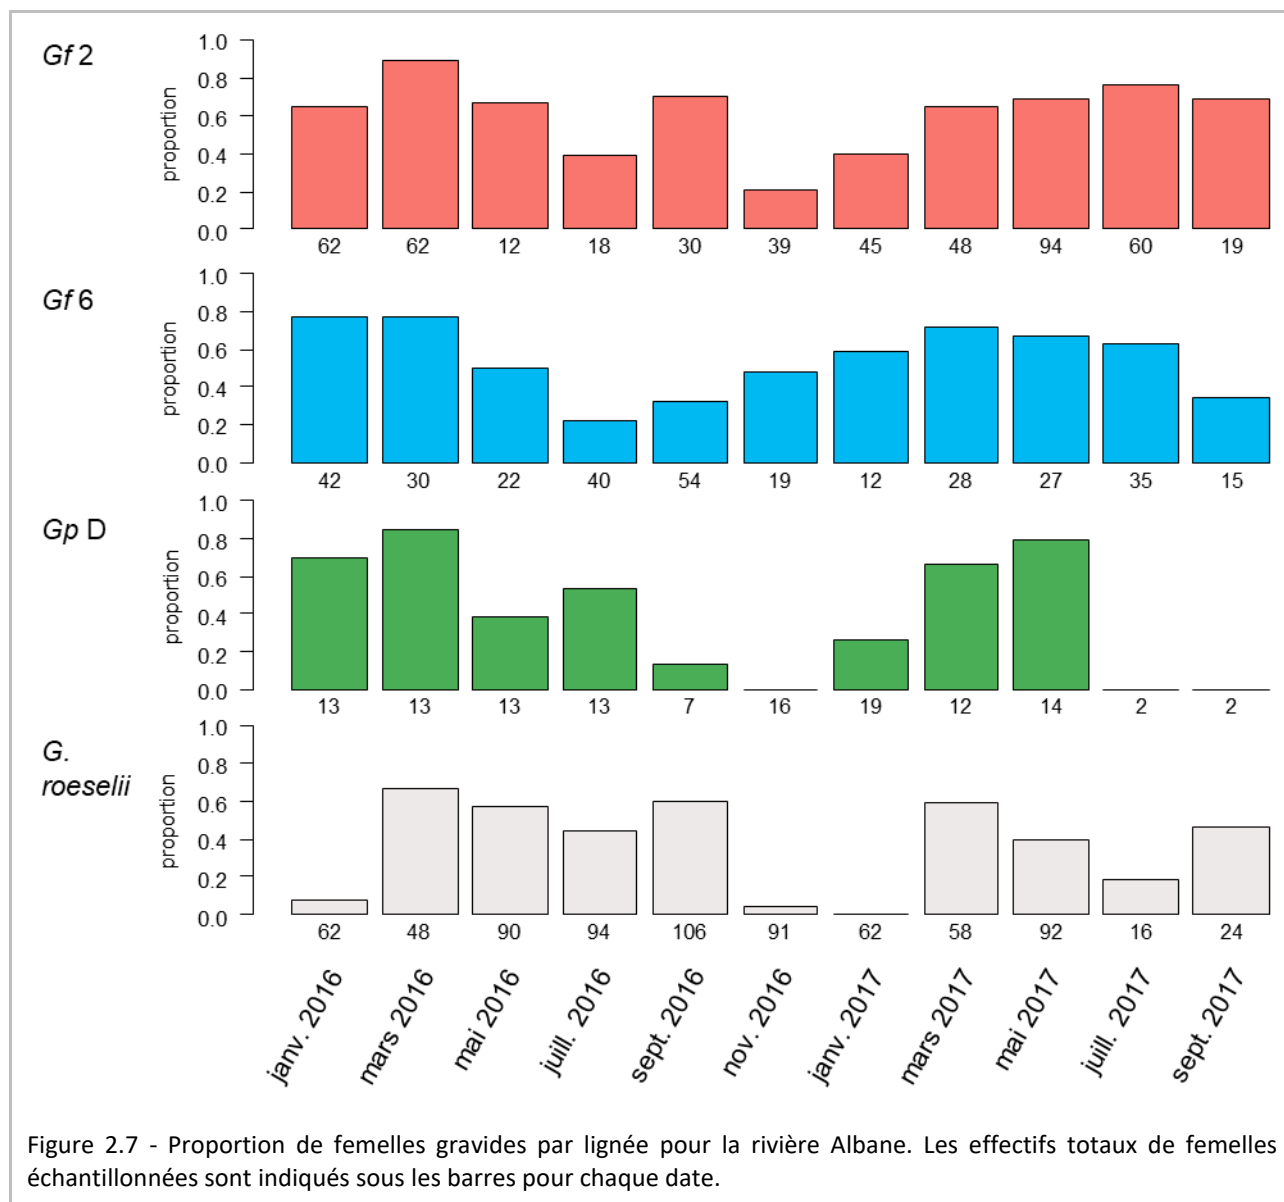 Gf 2
proportion
1.0
0.8
0.6
0.4
0.2
0.0
62 62 12 18 30 39 45 48 94 60 19
Gf 6
proportion
1.0
0.8
0.6
0.4
0.2
0.0
42 30 22 40 54 19 12 28 27 35 15
Gp D
proportion
1.0
0.8
0.6
0.4
0.2
0.0
13 13 13 13 7 16 19 12 14 2 2
G.
roeselii
proportion
1.0
0.8
0.6
0.4
0.2
0.0
62 48 90 94 106 91 62 58 92 16 24
janv. 2016
mars 2016
mai 2016
juill. 2016
sept. 2016
nov. 2016
janv. 2017
mars 2017
mai 2017
juill. 2017
sept. 2017
Figure 2.7 - Proportion de femelles gravides par lignée pour la rivière Albane. Les effectifs totaux de femelles
échantillonnées sont indiqués sous les barres pour chaque date.